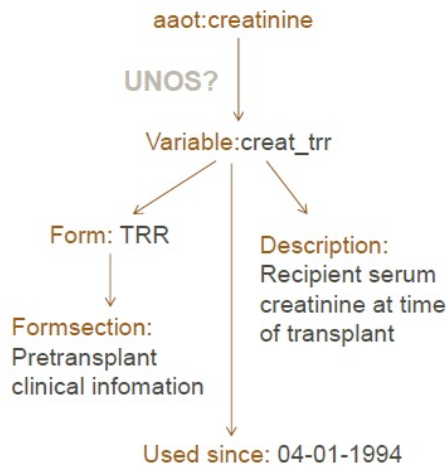 aaot:creatinine
UNOS?
Variable:creat_trr
Form: TRR
Description:
Recipient serum
creatinine at time
of transplant
Formsection:
Pretransplant
clinical infomation
Used since: 04-01-1994